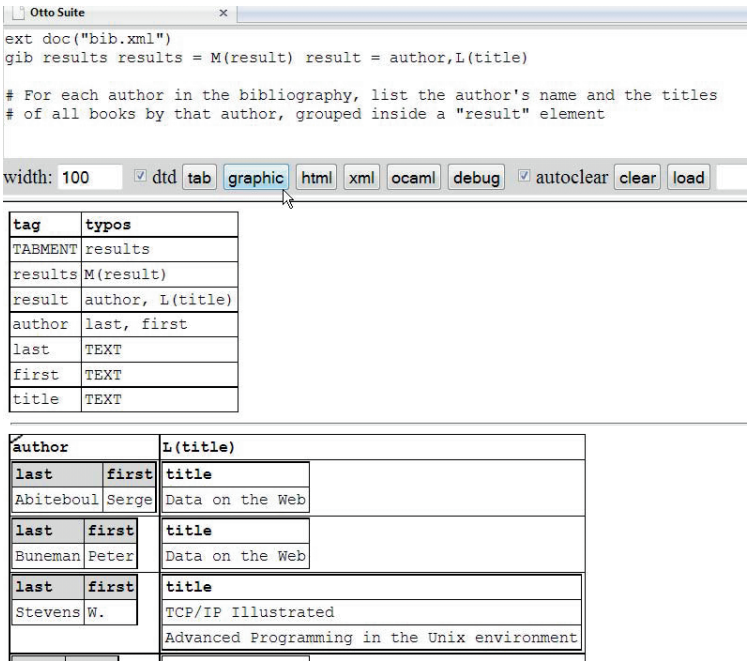 Otto Suite x
ext doc("bib.xml")
gib results results = M(result) result = author,L(title)
# For each author in the bibliography, list the author's name and the titles
# of all books by that author, grouped inside a "result" element
width: 100 dtd tab graphic html xml ocaml debug autoclear clear load
tag typos
TABMENT results
results M(result)
result author, L(title)
author last, first
last TEXT
first TEXT
title TEXT
author L(title)
last first title
Abiteboul Serge Data on the Web
last first title
Buneman Peter Data on the Web
last first title
Stevens W. TCP/IP Illustrated
Advanced Programming in the Unix environment